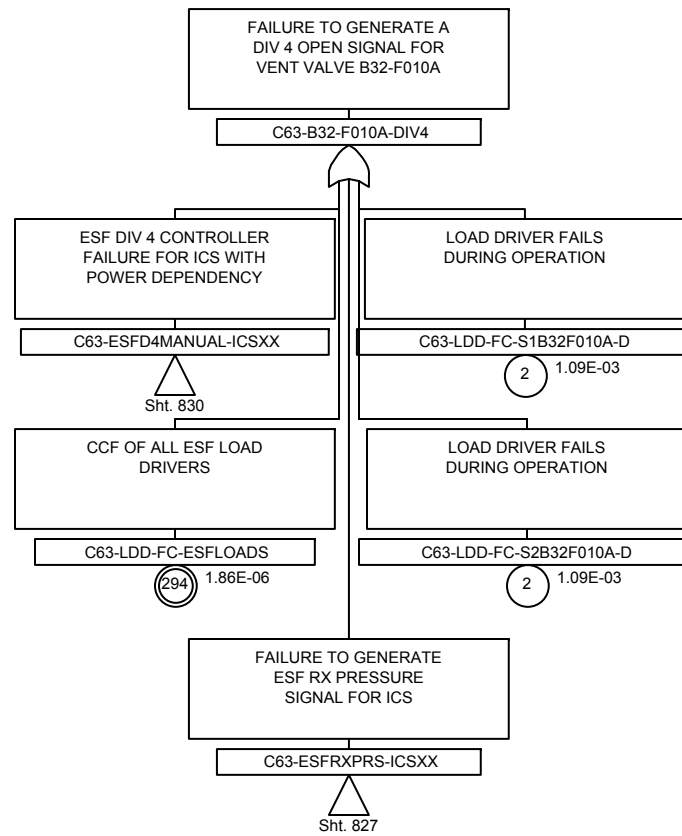 FAILURE TO GENERATE A
DIV 4 OPEN SIGNAL FOR
VENT VALVE B32-F010A
C63-B32-F010A-DIV4
ESF DIV 4 CONTROLLER
FAILURE FOR ICS WITH
POWER DEPENDENCY
C63-ESFD4MANUAL-ICSXX
Sht. 830
LOAD DRIVER FAILS
DURING OPERATION
C63-LDD-FC-S1B32F010A-D
2
1.09E-03
CCF OF ALL ESF LOAD
DRIVERS
C63-LDD-FC-ESFLOADS
294
1.86E-06
LOAD DRIVER FAILS
DURING OPERATION
C63-LDD-FC-S2B32F010A-D
2
1.09E-03
FAILURE TO GENERATE
ESF RX PRESSURE
SIGNAL FOR ICS
C63-ESFRXPRS-ICSXX
Sht. 827